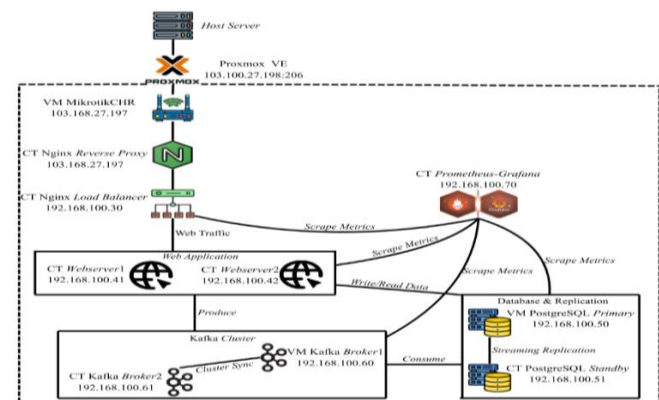 Host Server
Proxmox VE
103.100.27.198:206
PROXMOX
VM MikrotikCHR
103.168.27.197
CT Nginx Reverse Proxy
103.168.27.197
CT Nginx Load Balancer
192.168.100.30
CT Prometheus-Grafana
192.168.100.70
Web Traffic
Scrape Metrics
Scrape Metrics
Scrape Metrics
Scrape Metrics
Web Application
CT Webserver1
192.168.100.41
CT Webserver2
192.168.100.42
Write/Read Data
Produce
Database & Replication
VM PostgreSQL Primary
192.168.100.50
Streaming Replication
CT PostgreSQL Standby
192.168.100.51
Kafka Cluster
VM Kafka Broker1
192.168.100.60
Cluster Sync
CT Kafka Broker2
192.168.100.61
Consume